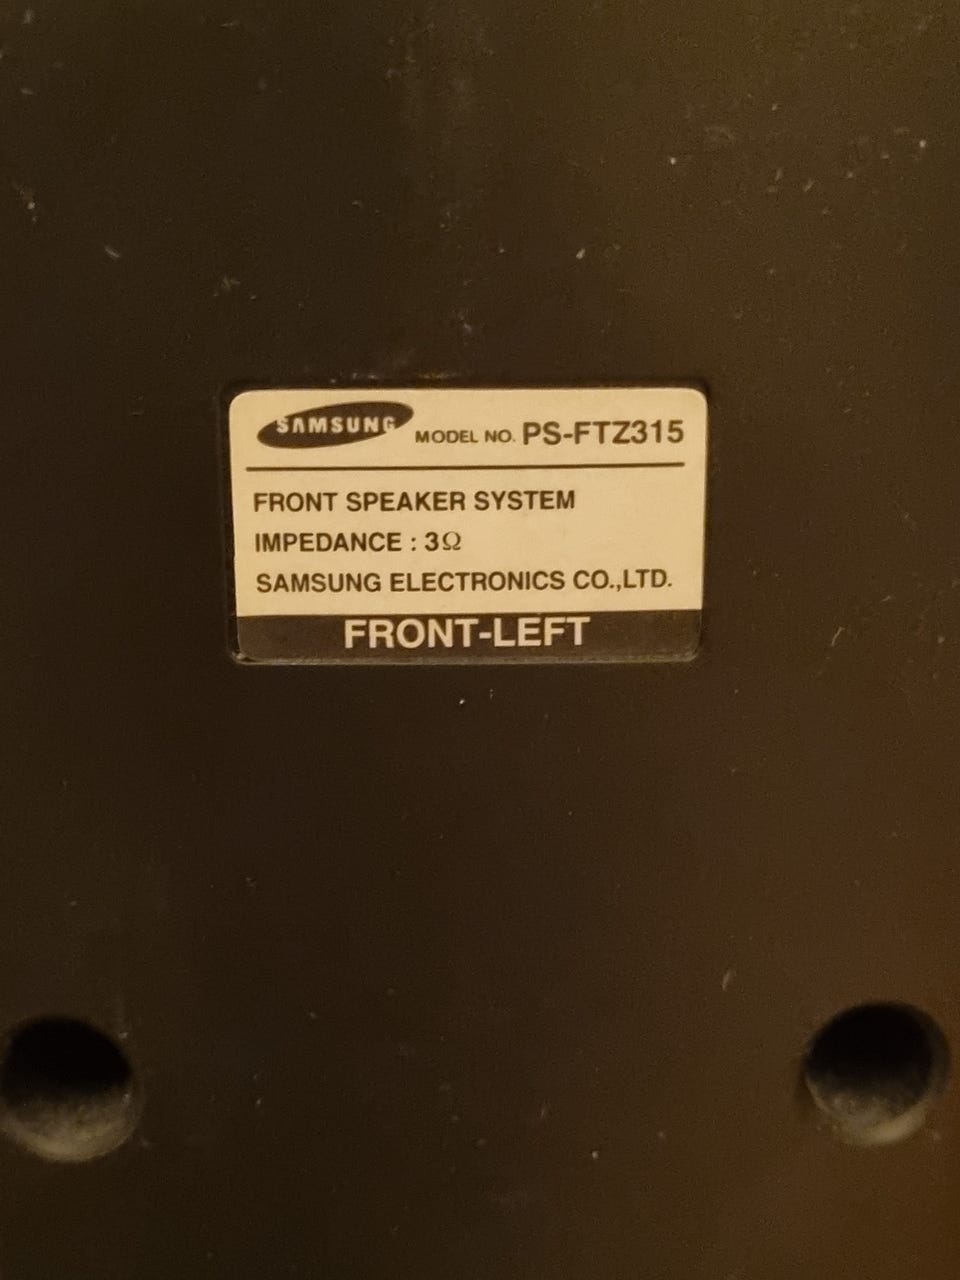 SAMSUNG MODEL NO. PS-FTZ315
FRONT SPEAKER SYSTEM
IMPEDANCE : 3Ω
SAMSUNG ELECTRONICS CO.,LTD.
FRONT-LEFT